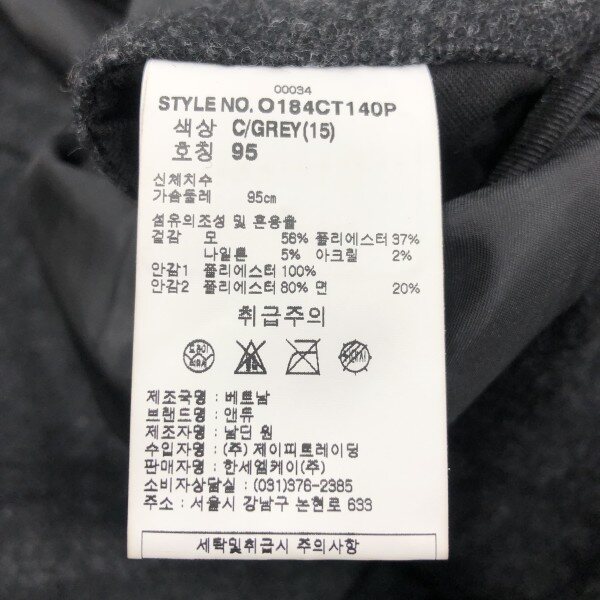 00034
STYLE NO. O184CT140P
색상 C/GREY(15)
호칭 95
신체치수
가슴둘레 95cm
섬유의조성 및 혼용율
겉감 모 56% 폴리에스터 37%
나일론 5% 아크릴 2%
안감1 폴리에스터 100%
안감2 폴리에스터 80% 면 20%
취급주의
제조국명 : 베트남
브랜드명 : 앤듀
제조자명 : 남딘 원
수입자명 : (주) 제이피트레이딩
판매자명 : 한세엠케이(주)
소비자상담실 : (031)376-2385
주소 : 서울시 강남구 논현로 633
세탁및취급시 주의사항